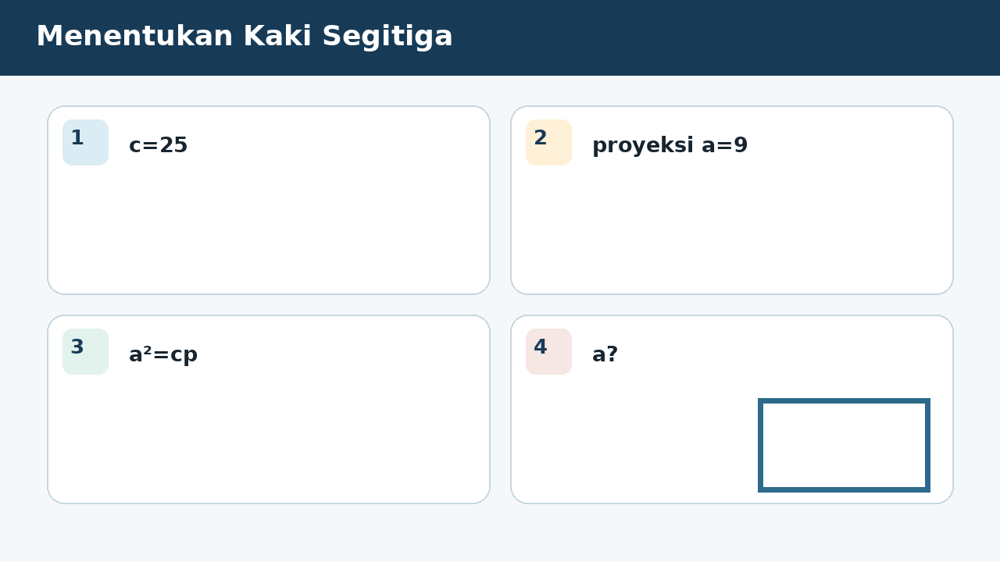 Menentukan Kaki Segitiga
1
c=25
2
proyeksi a=9
3
a²=cp
4
a?